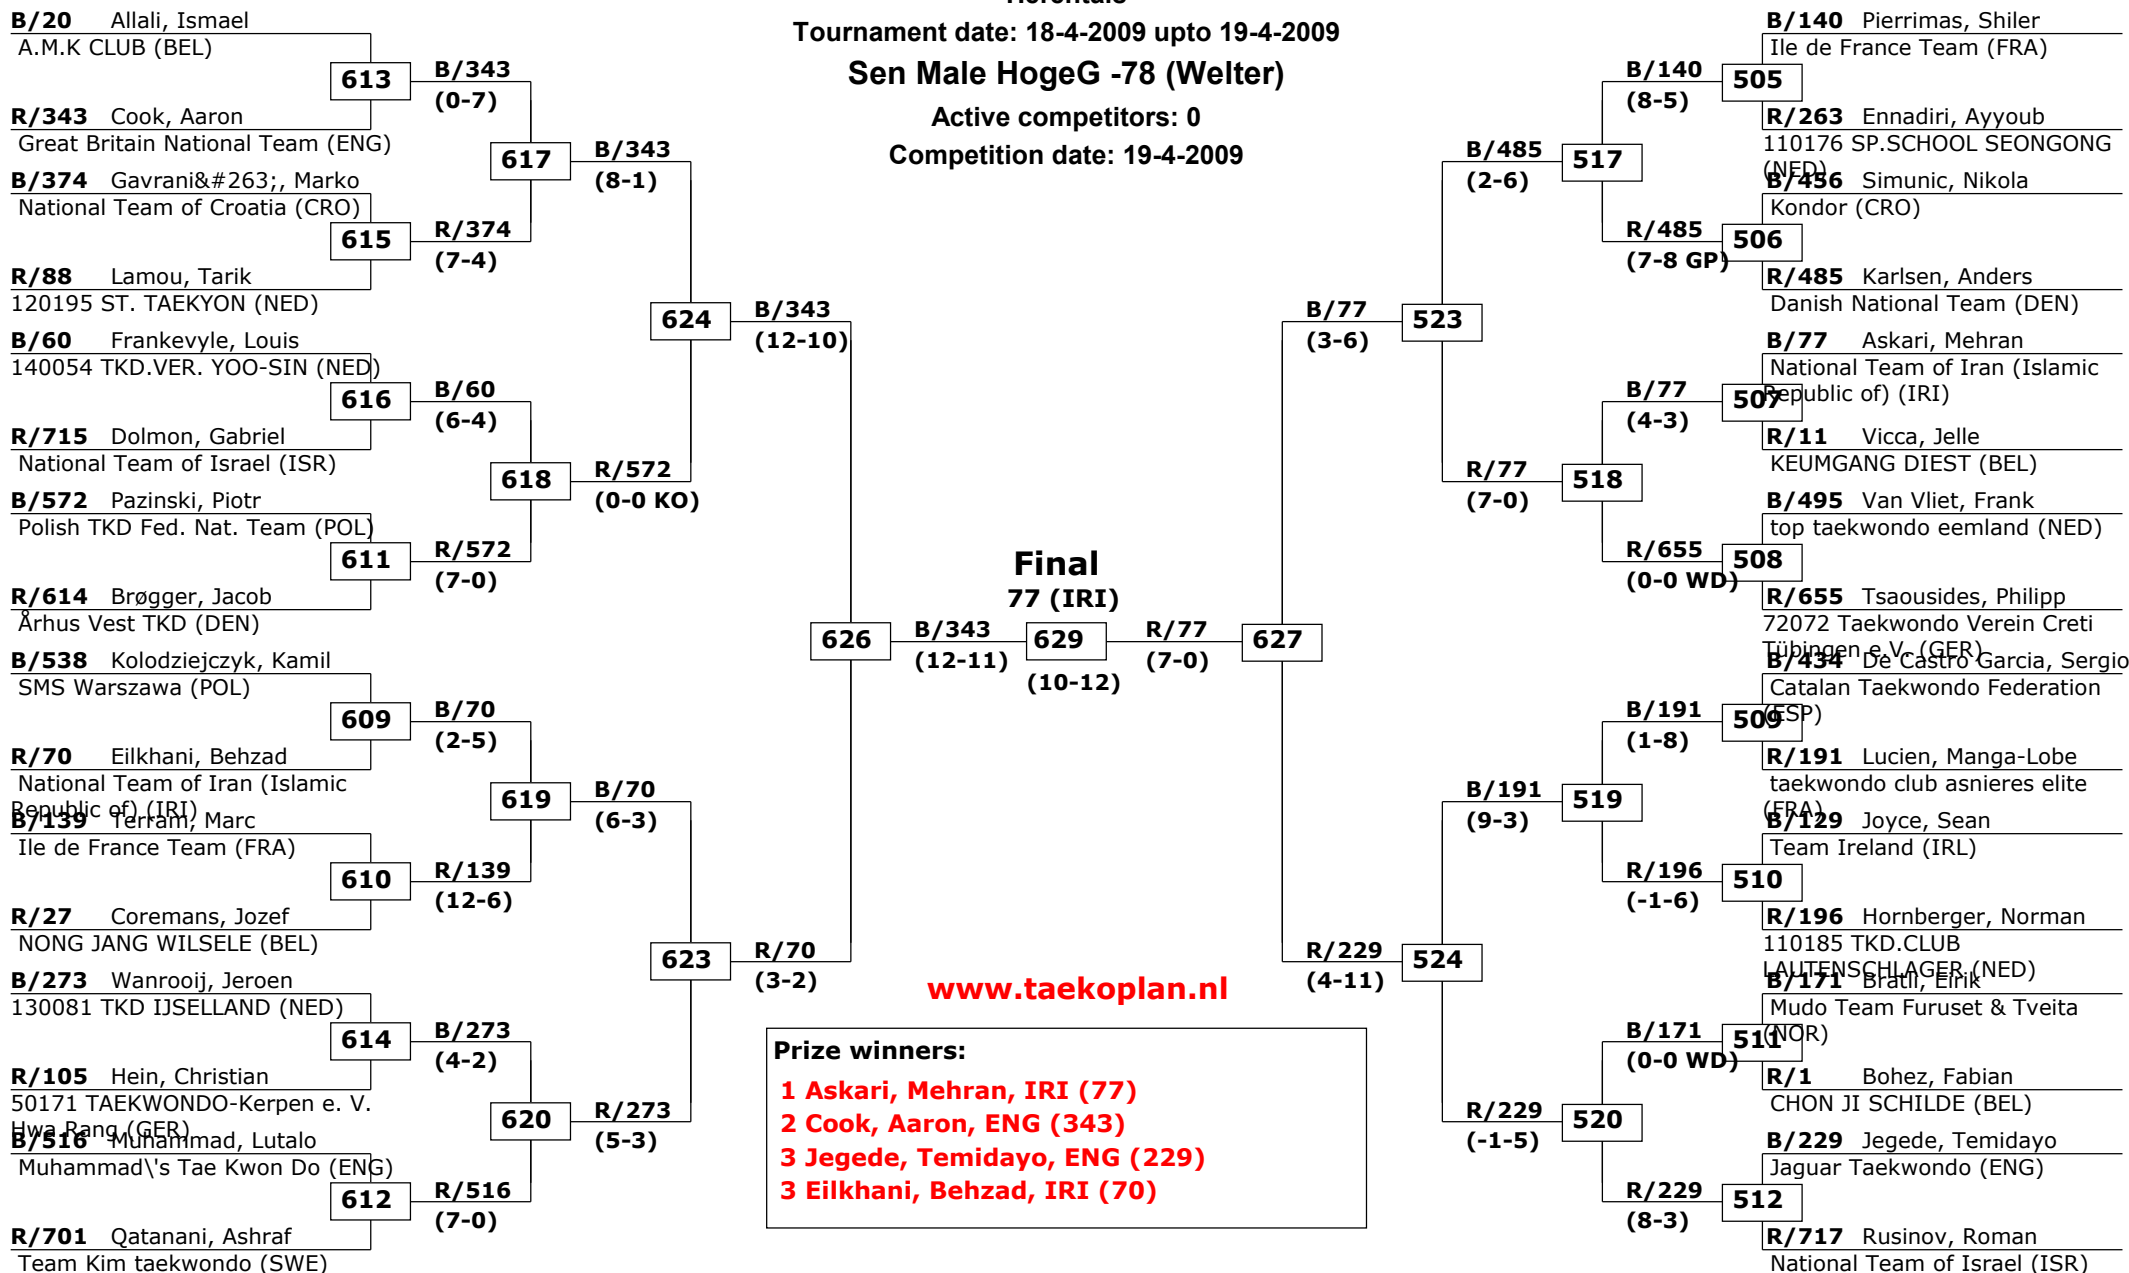 Herentals
Tournament date: 18-4-2009 upto 19-4-2009
Sen Male HogeG -78 (Welter)
Active competitors: 0
Competition date: 19-4-2009
B/20 Allali, Ismael
A.M.K CLUB (BEL)
613
R/343 Cook, Aaron
Great Britain National Team (ENG)
B/374 Gavrani&#263;, Marko
National Team of Croatia (CRO)
615
R/88 Lamou, Tarik
120195 ST. TAEKYON (NED)
B/60 Frankevyle, Louis
140054 TKD.VER. YOO-SIN (NED)
616
R/715 Dolmon, Gabriel
National Team of Israel (ISR)
B/572 Pazinski, Piotr
Polish TKD Fed. Nat. Team (POL)
611
R/614 Brøgger, Jacob
Århus Vest TKD (DEN)
B/538 Kolodziejczyk, Kamil
SMS Warszawa (POL)
609
R/70 Eilkhani, Behzad
National Team of Iran (Islamic
Republic of) (IRI)
B/139 Terram, Marc
Ile de France Team (FRA)
610
R/27 Coremans, Jozef
NONG JANG WILSELE (BEL)
B/273 Wanrooij, Jeroen
130081 TKD IJSELLAND (NED)
614
R/105 Hein, Christian
50171 TAEKWONDO-Kerpen e. V.
Hwa Rang (GER)
B/516 Muhammad, Lutalo
Muhammad\'s Tae Kwon Do (ENG)
612
R/701 Qatanani, Ashraf
Team Kim taekwondo (SWE)
B/343
(0-7)
617
R/374
(7-4)
B/60
(6-4)
618
R/572
(7-0)
B/70
(2-5)
619
R/139
(12-6)
B/273
(4-2)
620
R/516
(7-0)
B/343
(8-1)
624
R/572
(0-0 KO)
B/70
(6-3)
623
R/273
(5-3)
B/343
(12-10)
626
R/70
(3-2)
B/343
(12-11)
Final
77 (IRI)
629
(10-12)
R/77
(7-0)
627
B/77
(3-6)
523
R/229
(4-11)
524
B/485
(2-6)
517
R/77
(7-0)
518
B/191
(9-3)
519
R/229
(-1-5)
520
B/140
(8-5)
505
R/485
(7-8 GP)
506
B/77
(4-3)
507
R/655
(0-0 WD)
508
B/191
(1-8)
509
R/196
(-1-6)
510
B/171
(0-0 WD)
511
R/229
(8-3)
512
B/140 Pierrimas, Shiler
Ile de France Team (FRA)
R/263 Ennadiri, Ayyoub
110176 SP.SCHOOL SEONGONG
(NED)
B/456 Simunic, Nikola
Kondor (CRO)
R/485 Karlsen, Anders
Danish National Team (DEN)
B/77 Askari, Mehran
National Team of Iran (Islamic
Republic of) (IRI)
R/11 Vicca, Jelle
KEUMGANG DIEST (BEL)
B/495 Van Vliet, Frank
top taekwondo eemland (NED)
R/655 Tsaousides, Philipp
72072 Taekwondo Verein Creti
Tübingen e.V. (GER)
B/434 De Castro Garcia, Sergio
Catalan Taekwondo Federation
(ESP)
R/191 Lucien, Manga-Lobe
taekwondo club asnieres elite
(FRA)
B/129 Joyce, Sean
Team Ireland (IRL)
R/196 Hornberger, Norman
110185 TKD.CLUB
LAUTENSCHLAGER (NED)
B/171 Bratli, Eirik
Mudo Team Furuset & Tveita
(NOR)
R/1 Bohez, Fabian
CHON JI SCHILDE (BEL)
B/229 Jegede, Temidayo
Jaguar Taekwondo (ENG)
R/717 Rusinov, Roman
National Team of Israel (ISR)
www.taekoplan.nl
Prize winners:
1 Askari, Mehran, IRI (77)
2 Cook, Aaron, ENG (343)
3 Jegede, Temidayo, ENG (229)
3 Eilkhani, Behzad, IRI (70)